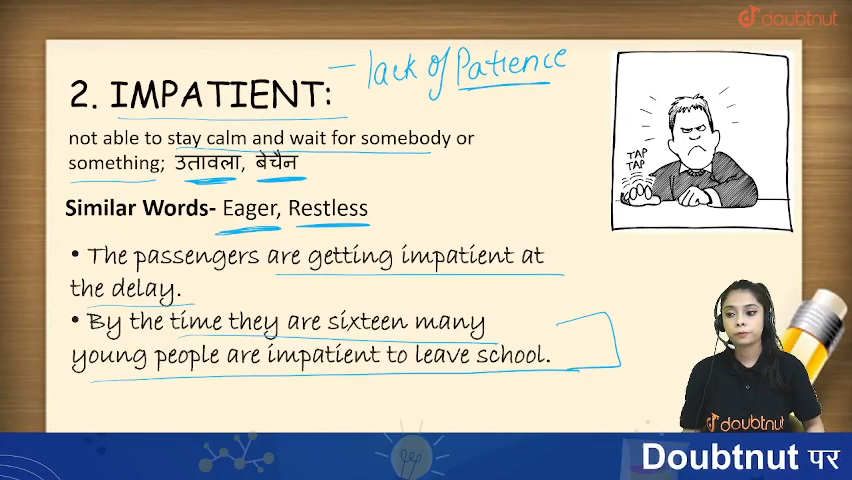 doubtnut
– lack of Patience
2. IMPATIENT:
not able to stay calm and wait for somebody or
something; उतावला, बेचैन
Similar Words- Eager, Restless
• The passengers are getting impatient at
the delay.
• By the time they are sixteen many
young people are impatient to leave school.
TAP
TAP
doubtnut
Doubtnut पर